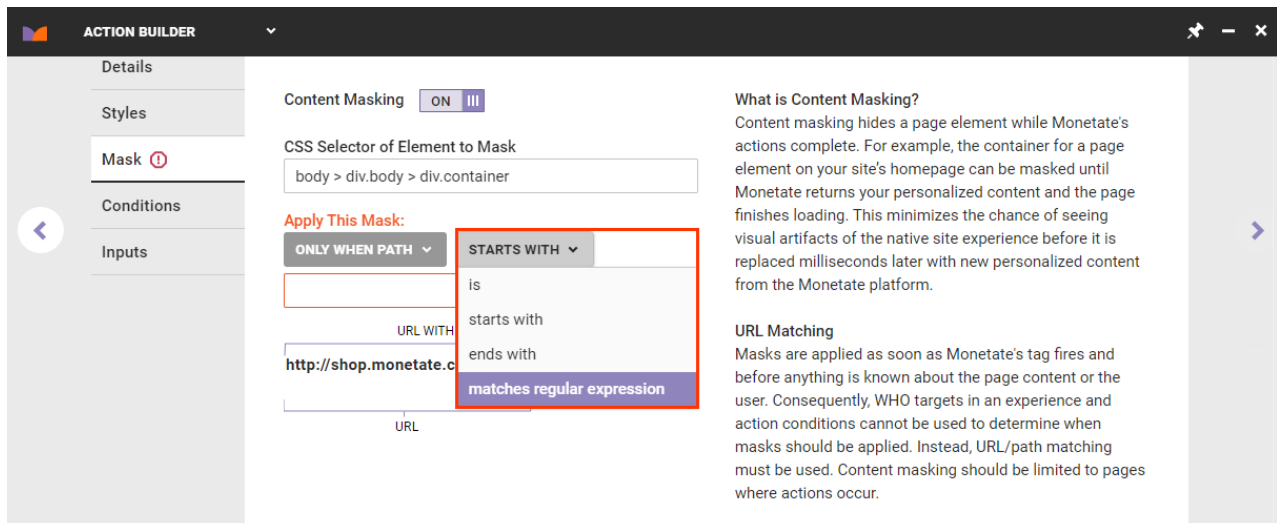 ACTION BUILDER
Details
Styles
Mask
Conditions
Inputs
Content Masking ON
CSS Selector of Element to Mask
body > div.body > div.container
Apply This Mask:
ONLY WHEN PATH STARTS WITH
is
starts with
ends with
matches regular expression
URL WITH
http://shop.monetate.c
URL
What is Content Masking?
Content masking hides a page element while Monetate's
actions complete. For example, the container for a page
element on your site's homepage can be masked until
Monetate returns your personalized content and the page
finishes loading. This minimizes the chance of seeing
visual artifacts of the native site experience before it is
replaced milliseconds later with new personalized content
from the Monetate platform.
URL Matching
Masks are applied as soon as Monetate's tag fires and
before anything is known about the page content or the
user. Consequently, WHO targets in an experience and
action conditions cannot be used to determine when
masks should be applied. Instead, URL/path matching
must be used. Content masking should be limited to pages
where actions occur.